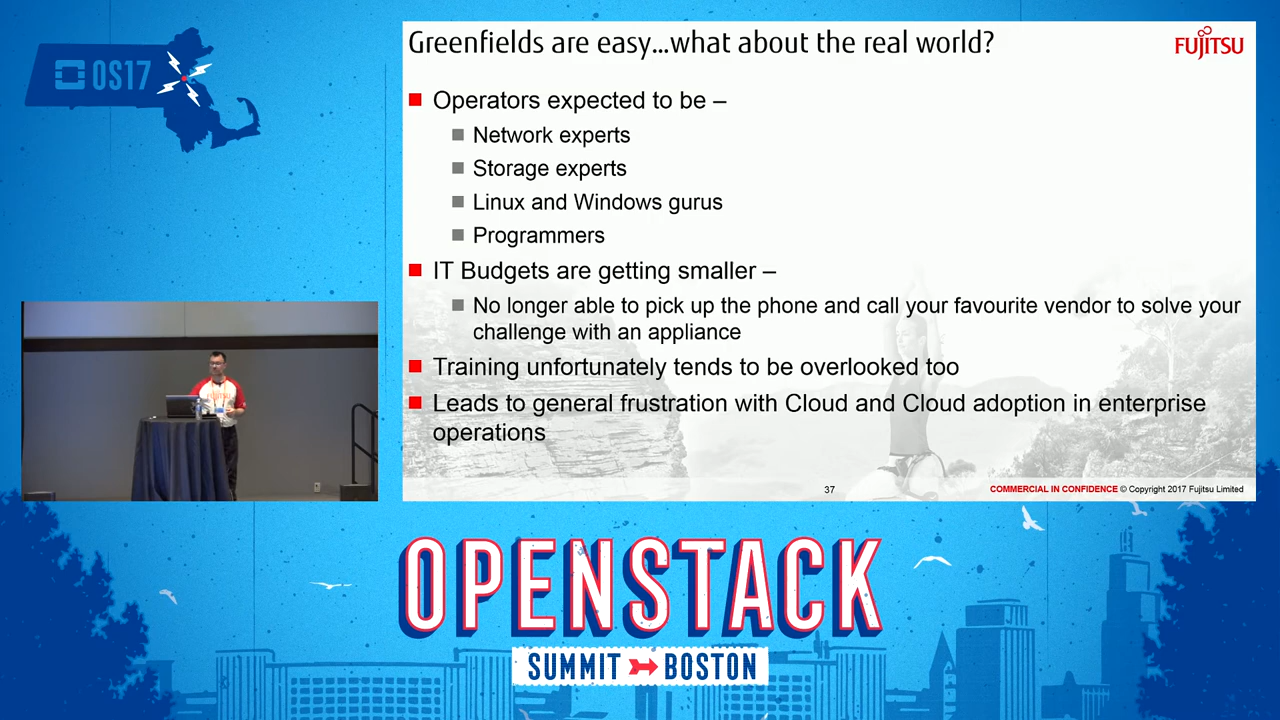 OS17
Greenfields are easy...what about the real world?
FUJITSU
Operators expected to be –
Network experts
Storage experts
Linux and Windows gurus
Programmers
IT Budgets are getting smaller –
No longer able to pick up the phone and call your favourite vendor to solve your
challenge with an appliance
Training unfortunately tends to be overlooked too
Leads to general frustration with Cloud and Cloud adoption in enterprise
operations
37
COMMERCIAL IN CONFIDENCE © Copyright 2017 Fujitsu Limited
OPENSTACK
SUMMIT BOSTON